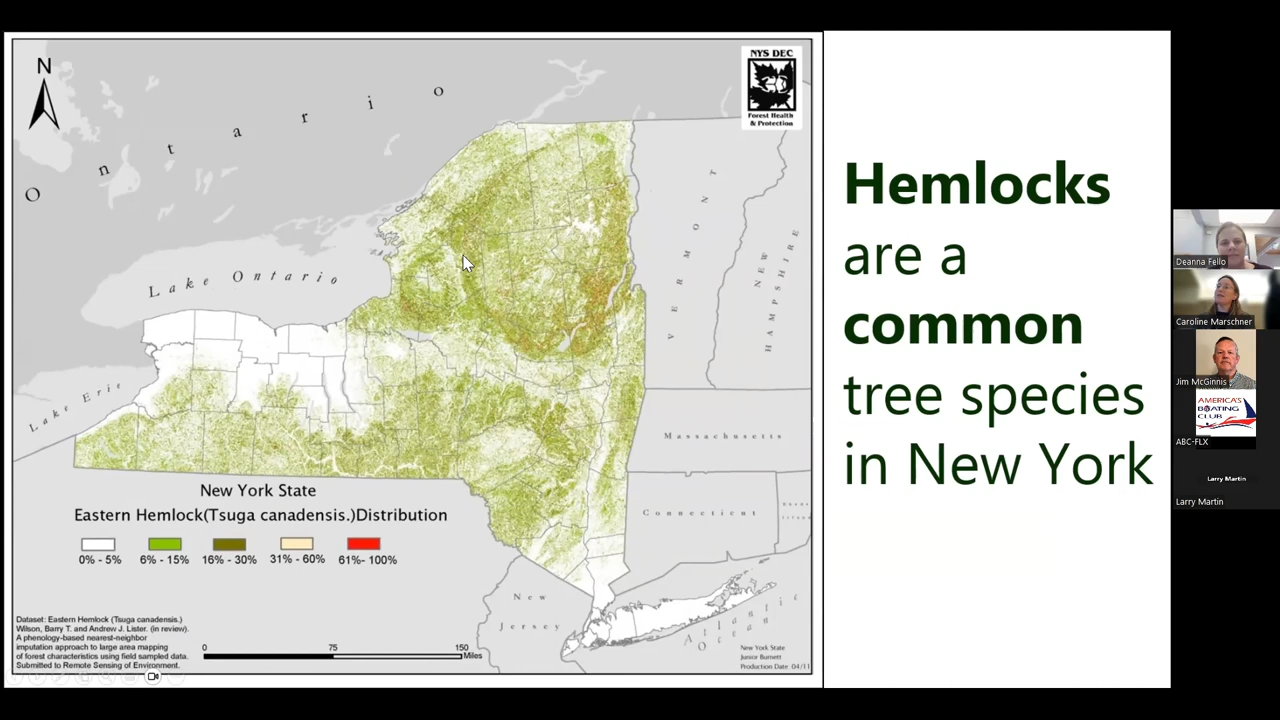 N
NYS DEC
Forest Health
& Protection
Ontario
Lake Ontario
Lake Erie
VERMONT
NEW
HAMPSHIRE
Massachusetts
Connecticut
Rhode
Island
New
Jersey
Atlantic
Ocean
New York State
Eastern Hemlock(Tsuga canadensis.)Distribution
0% - 5% 6% - 15% 16% - 30% 31% - 60% 61%- 100%
Dataset: Eastern Hemlock (Tsuga canadensis.)
Wilson, Barry T. and Andrew J. Lister. (in review).
A phenology-based nearest-neighbor
imputation approach to large area mapping
of forest characteristics using field sampled data.
Submitted to Remote Sensing of Environment.
0 75 150
Miles
New York State
Junior Burnett
Production Date: 04/11
Hemlocks
are a
common
tree species
in New York
Deanna Fello
Caroline Marschner
Jim McGinnis
AMERICA'S
BOATING
CLUB
ABC-FLX
Larry Martin
Larry Martin